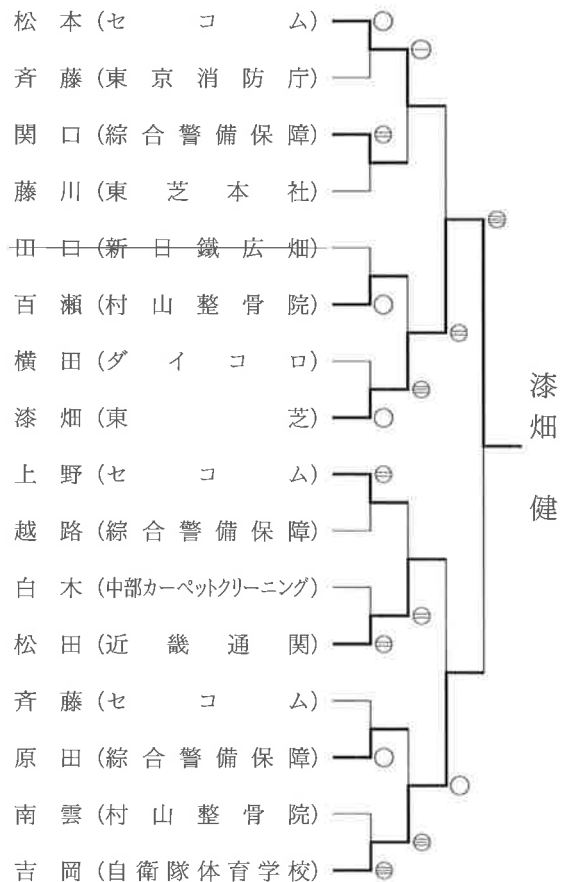 松本(セコム)
斉藤(東京消防庁)
関口(綜合警備保障)
藤川(東芝本社)
田口(新日鐵広畑)
百瀬(村山整骨院)
横田(ダイコロ)
漆畑(東芝)
上野(セコム)
越路(綜合警備保障)
白木(中部カーペットクリーニング)
松田(近畿通関)
斉藤(セコム)
原田(綜合警備保障)
南雲(村山整骨院)
吉岡(自衛隊体育学校)
漆畑 健